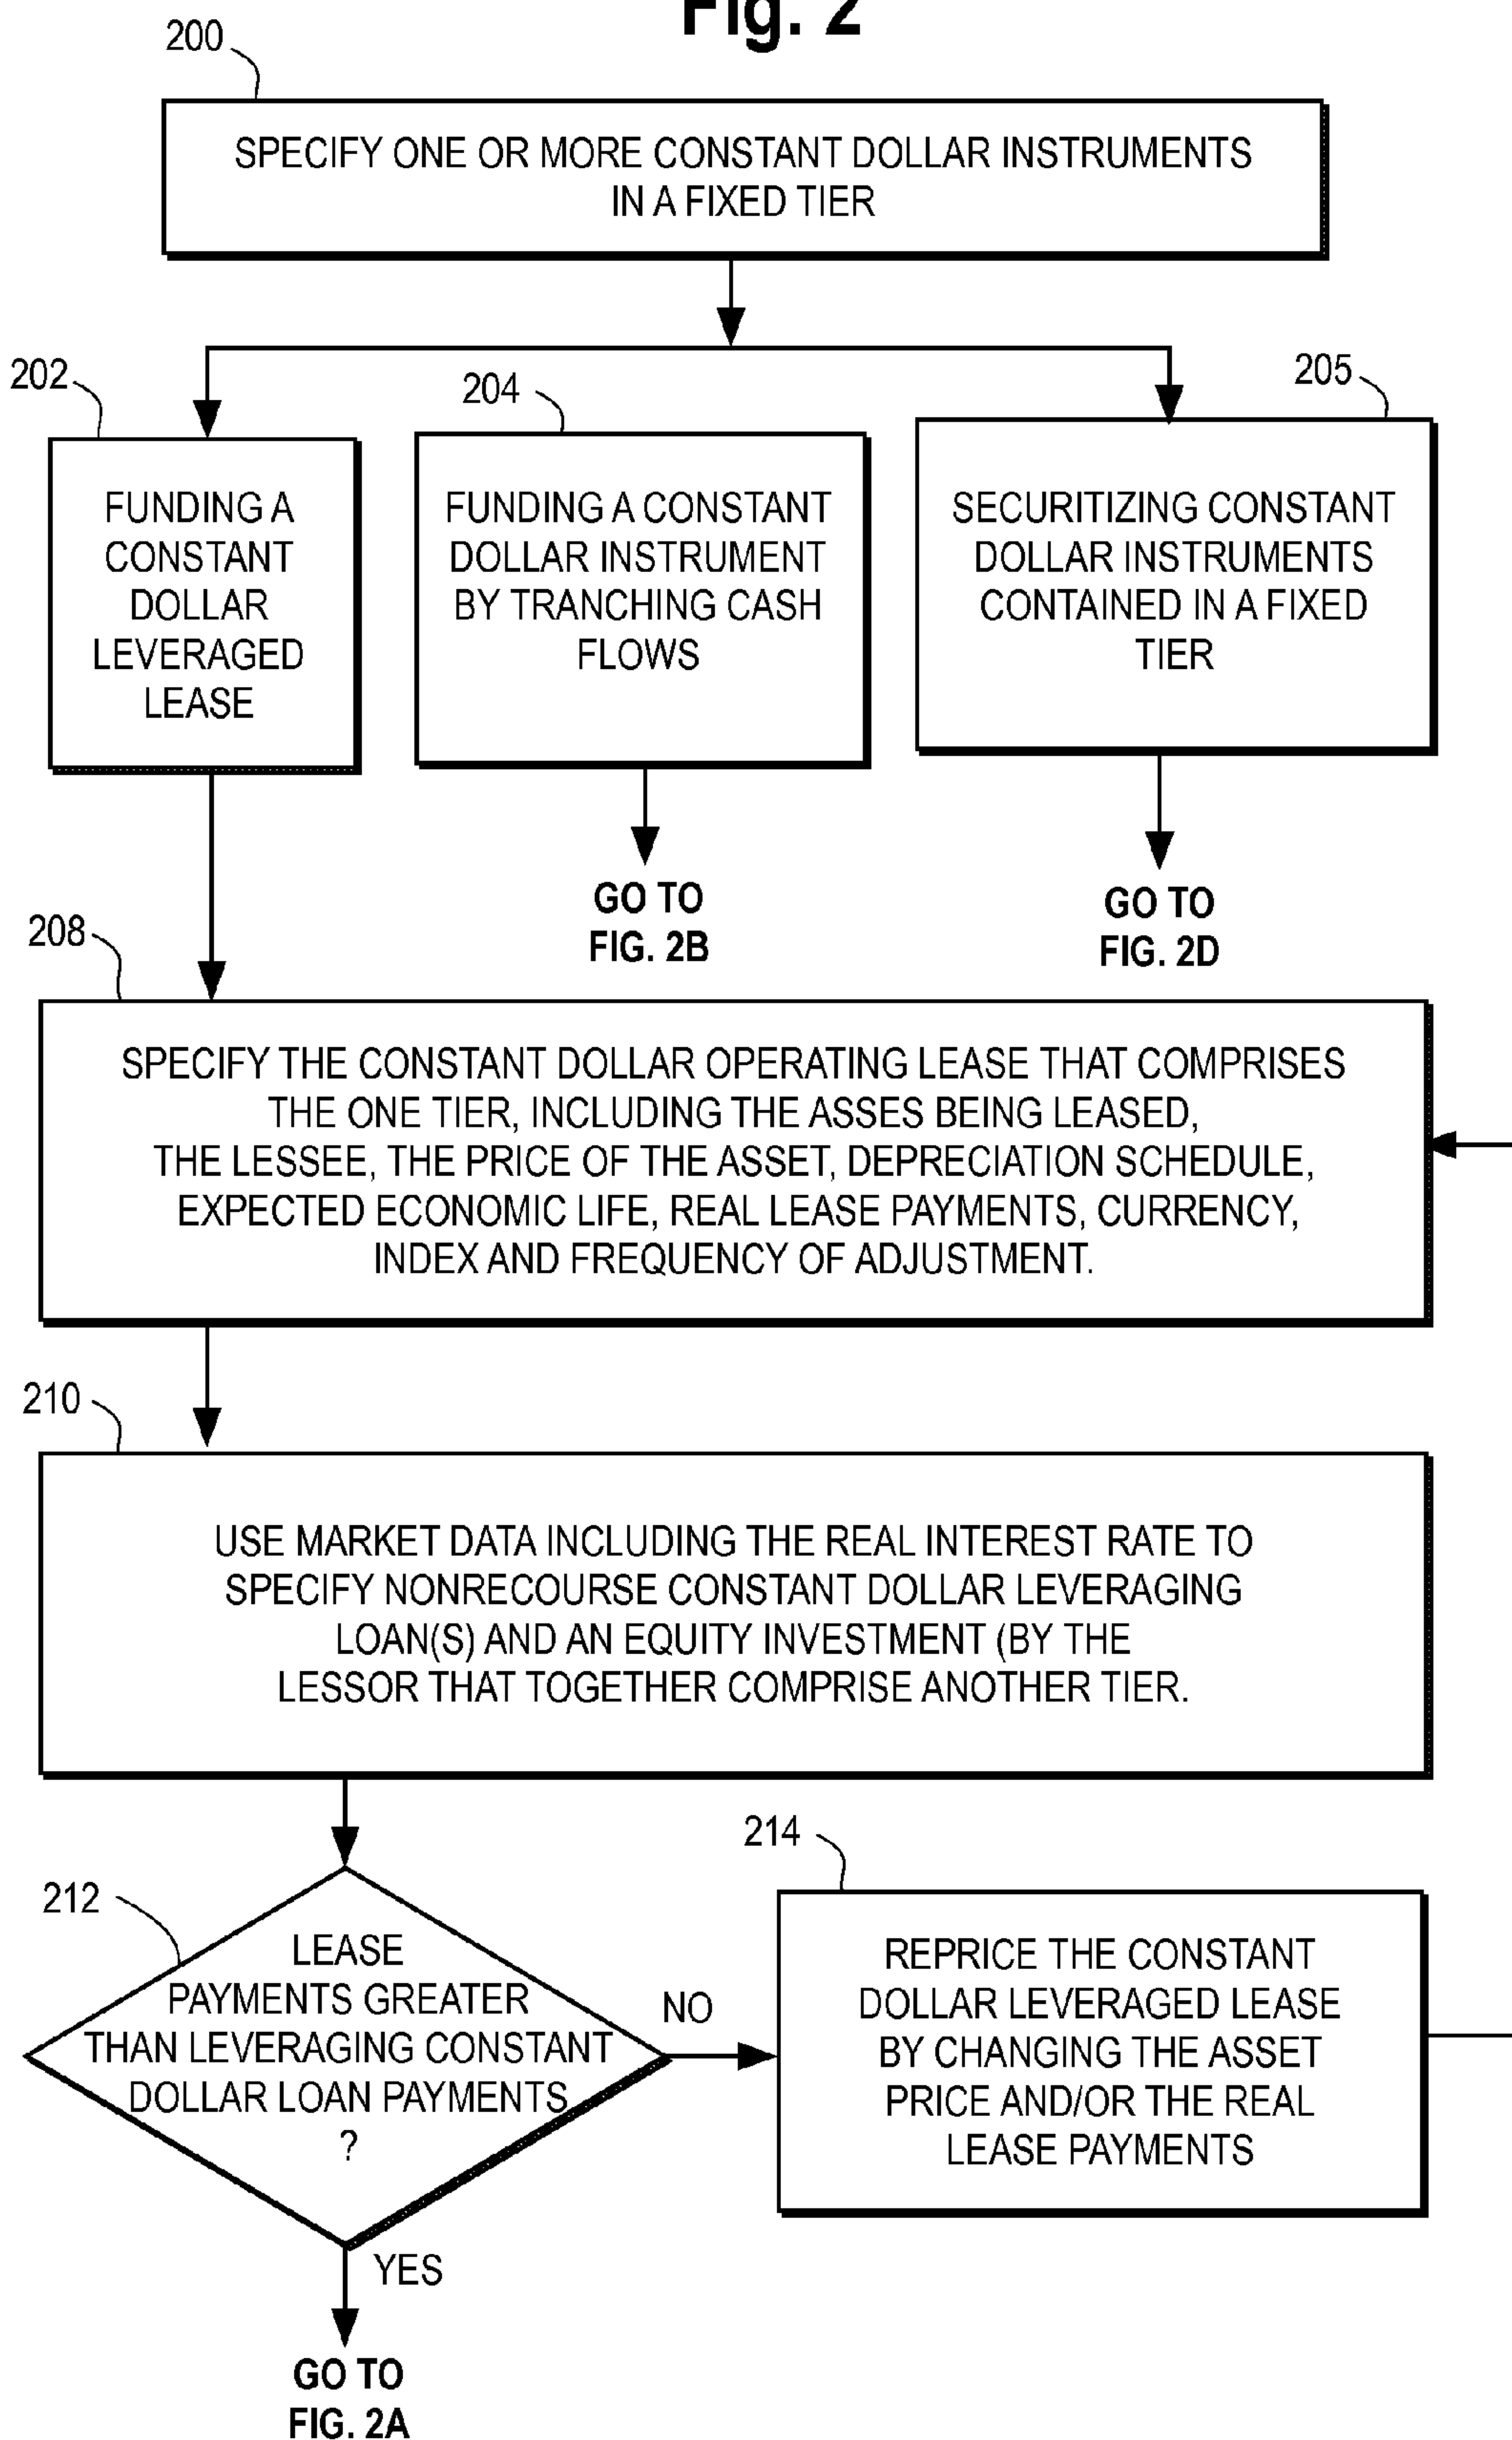 Fig. 2
200
SPECIFY ONE OR MORE CONSTANT DOLLAR INSTRUMENTS
IN A FIXED TIER
202
204
205
FUNDING A
CONSTANT
DOLLAR
LEVERAGED
LEASE
FUNDING A CONSTANT
DOLLAR INSTRUMENT
BY TRANCHING CASH
FLOWS
SECURITIZING CONSTANT
DOLLAR INSTRUMENTS
CONTAINED IN A FIXED
TIER
GO TO
FIG. 2B
GO TO
FIG. 2D
208
SPECIFY THE CONSTANT DOLLAR OPERATING LEASE THAT COMPRISES
THE ONE TIER, INCLUDING THE ASSES BEING LEASED,
THE LESSEE, THE PRICE OF THE ASSET, DEPRECIATION SCHEDULE,
EXPECTED ECONOMIC LIFE, REAL LEASE PAYMENTS, CURRENCY,
INDEX AND FREQUENCY OF ADJUSTMENT.
210
USE MARKET DATA INCLUDING THE REAL INTEREST RATE TO
SPECIFY NONRECOURSE CONSTANT DOLLAR LEVERAGING
LOAN(S) AND AN EQUITY INVESTMENT (BY THE
LESSOR THAT TOGETHER COMPRISE ANOTHER TIER.
212
LEASE
PAYMENTS GREATER
THAN LEVERAGING CONSTANT
DOLLAR LOAN PAYMENTS
?
NO
214
REPRICE THE CONSTANT
DOLLAR LEVERAGED LEASE
BY CHANGING THE ASSET
PRICE AND/OR THE REAL
LEASE PAYMENTS
YES
GO TO
FIG. 2A